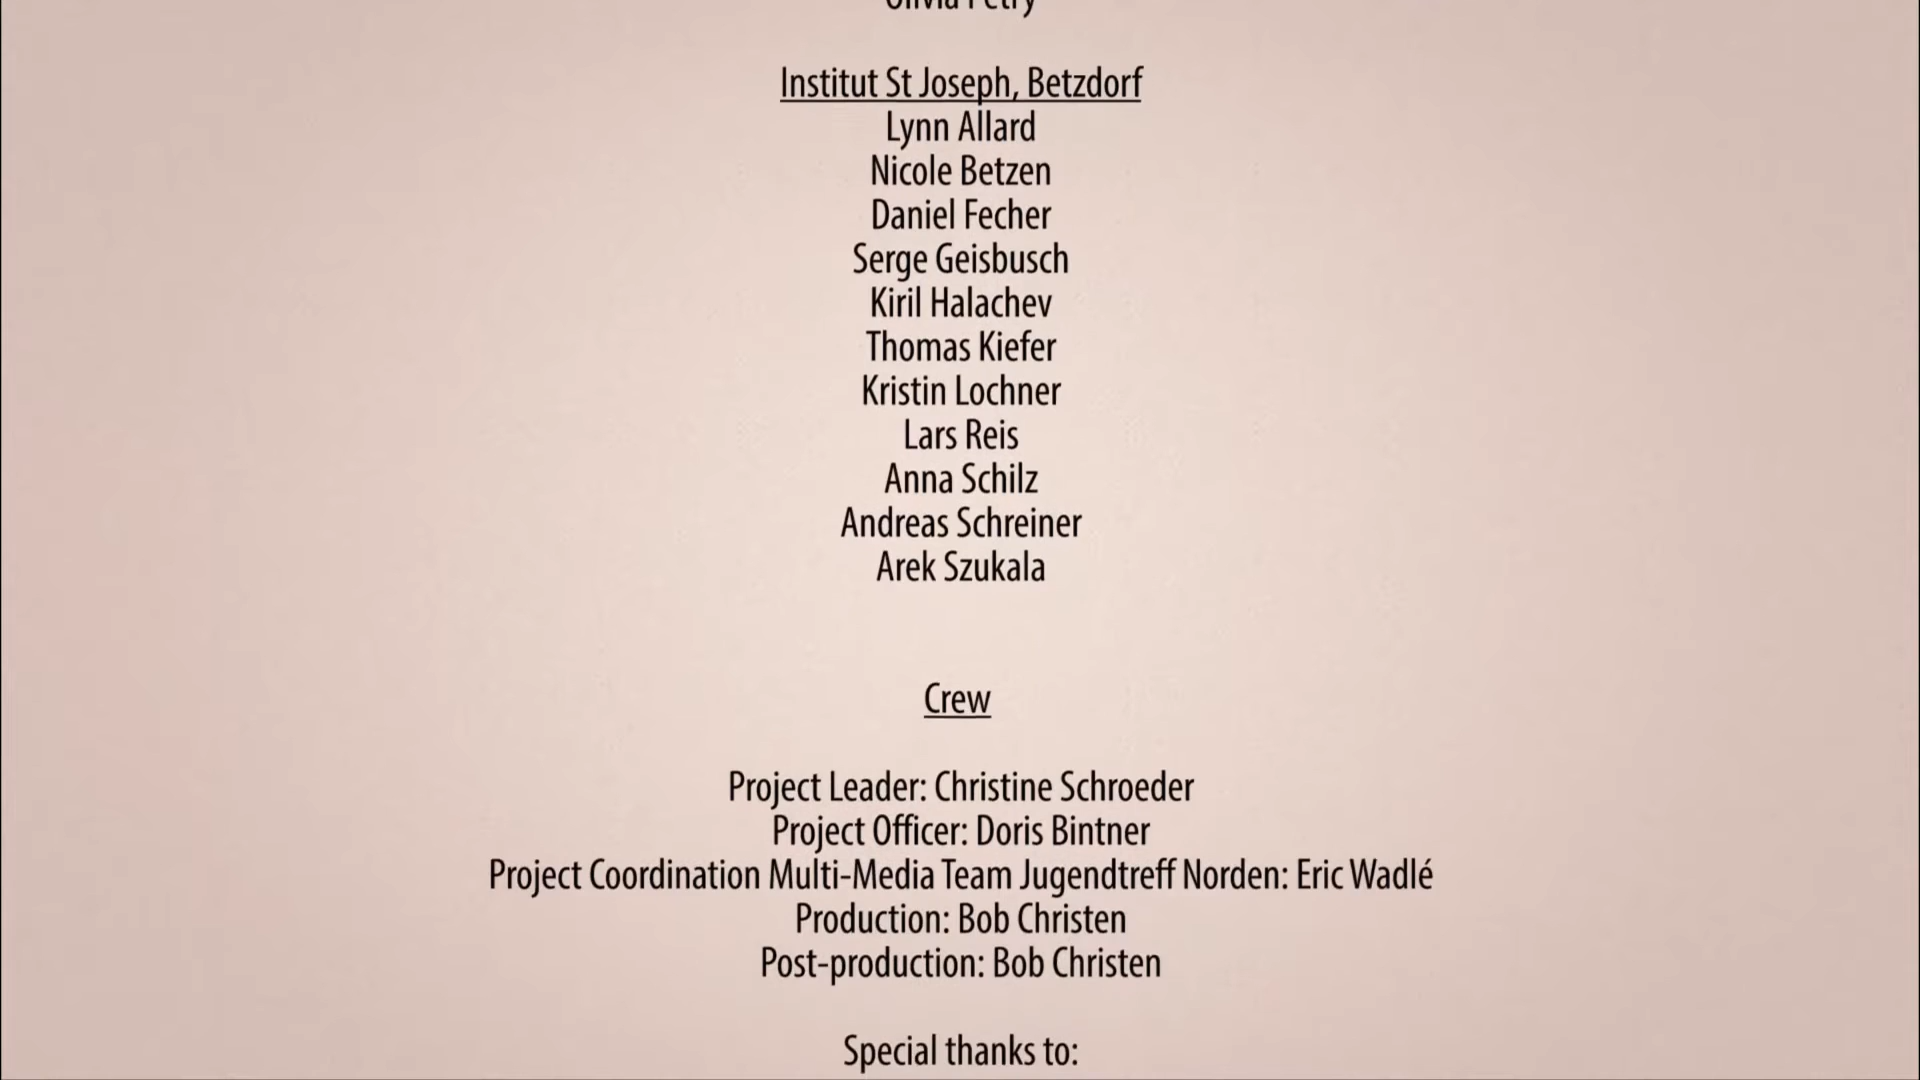 Olivia Petry
Institut St Joseph, Betzdorf
Lynn Allard
Nicole Betzen
Daniel Fecher
Serge Geisbusch
Kiril Halachev
Thomas Kiefer
Kristin Lochner
Lars Reis
Anna Schilz
Andreas Schreiner
Arek Szukala
Crew
Project Leader: Christine Schroeder
Project Officer: Doris Bintner
Project Coordination Multi-Media Team Jugendtreff Norden: Eric Wadlé
Production: Bob Christen
Post-production: Bob Christen
Special thanks to: